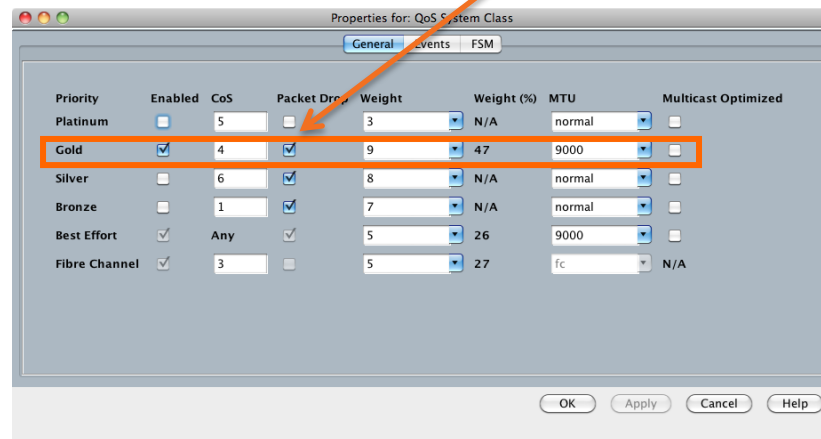 Properties for: QoS System Class
General Events FSM
Priority Enabled CoS Packet Drop Weight Weight (%) MTU Multicast Optimized
Platinum 5 3 N/A normal
Gold 4 9 47 9000
Silver 6 8 N/A normal
Bronze 1 7 N/A normal
Best Effort Any 5 26 9000
Fibre Channel 3 5 27 fc N/A
OK Apply Cancel Help